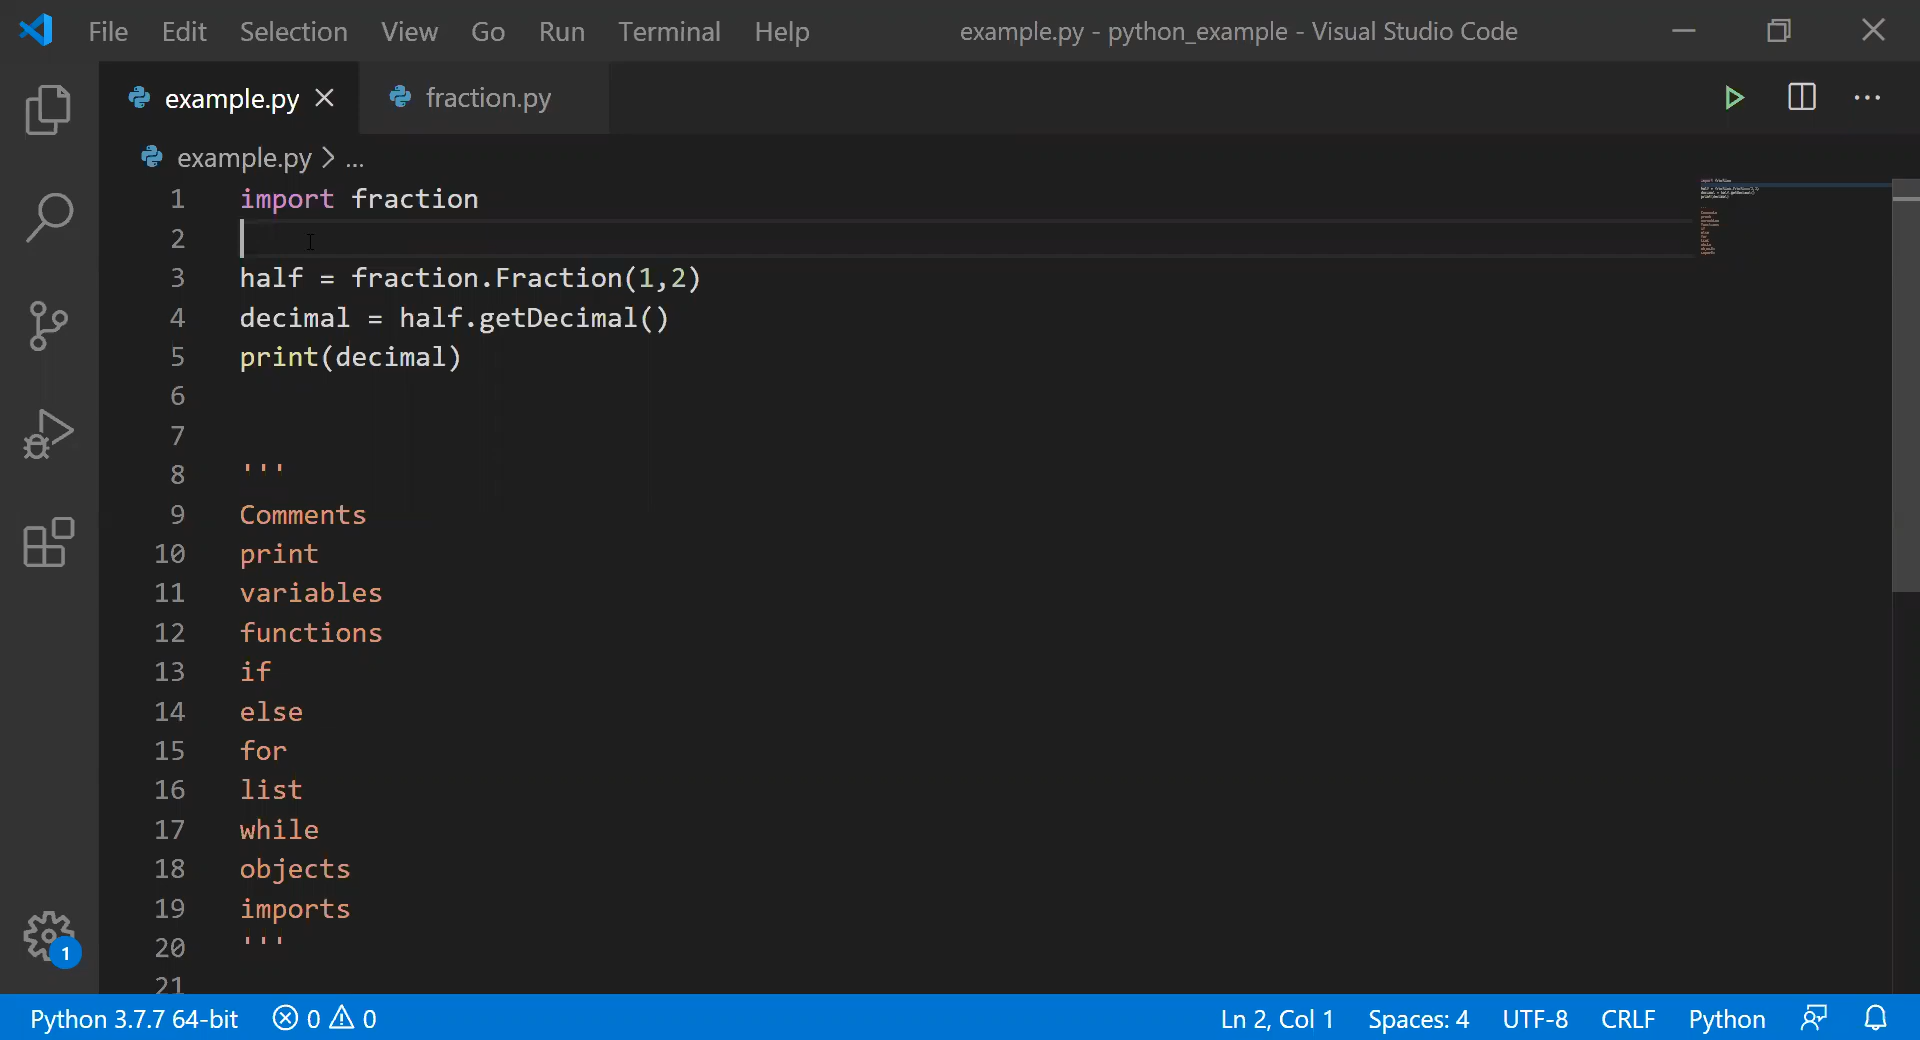 File Edit Selection View Go Run Terminal Help example.py - python_example - Visual Studio Code
example.py fraction.py
example.py > ...
1 import fraction
2
3 half = fraction.Fraction(1,2)
4 decimal = half.getDecimal()
5 print(decimal)
6
7
8 '''
9 Comments
10 print
11 variables
12 functions
13 if
14 else
15 for
16 list
17 while
18 objects
19 imports
20 '''
21
1
Python 3.7.7 64-bit 0 0 Ln 2, Col 1 Spaces: 4 UTF-8 CRLF Python